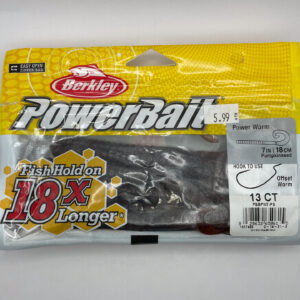 EASY OPEN
Berkley
PowerBait
5.99
Power Worm
7IN | 18CM
Pumpkinseed
HOOK TO USE
Fish Hold on
18X
Longer
Offset
Worm
13 CT